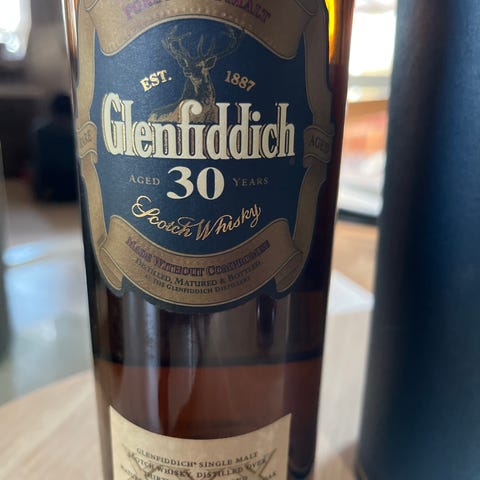 EST. 1887
Glenfiddich
AGED 30 YEARS
Scotch Whisky
MADE WITHOUT COMPROMISE
DISTILLED, MATURED & BOTTLED
THE GLENFIDDICH DISTILLERY
GLENFIDDICH® SINGLE MALT
SCOTCH WHISKY, DISTILLED OVER